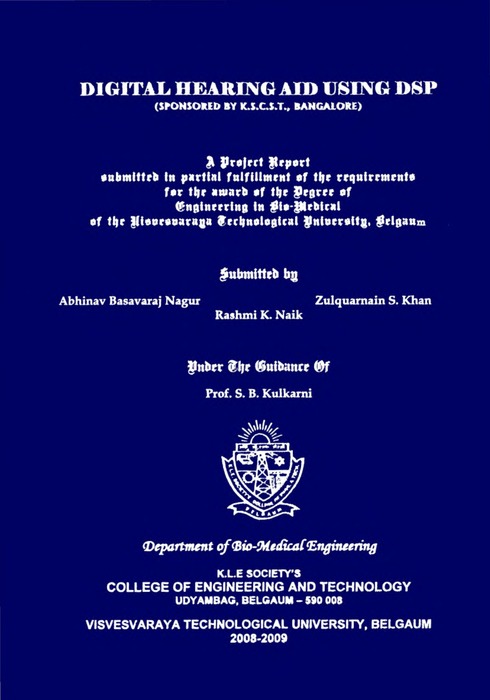 DIGITAL HEARING AID USING DSP
(SPONSORED BY K.S.C.S.T., BANGALORE)
A Project Report
submitted in partial fulfillment of the requirements
for the award of the Degree of
Engineering in Bio-Medical
of the Visvesvaraya Technological University, Belgaum
Submitted by
Abhinav Basavaraj Nagur Zulquarnain S. Khan
Rashmi K. Naik
Under The Guidance Of
Prof. S. B. Kulkarni
BELGAUM
Department of Bio-Medical Engineering
K.L.E SOCIETY'S
COLLEGE OF ENGINEERING AND TECHNOLOGY
UDYAMBAG, BELGAUM – 590 008
VISVESVARAYA TECHNOLOGICAL UNIVERSITY, BELGAUM
2008-2009